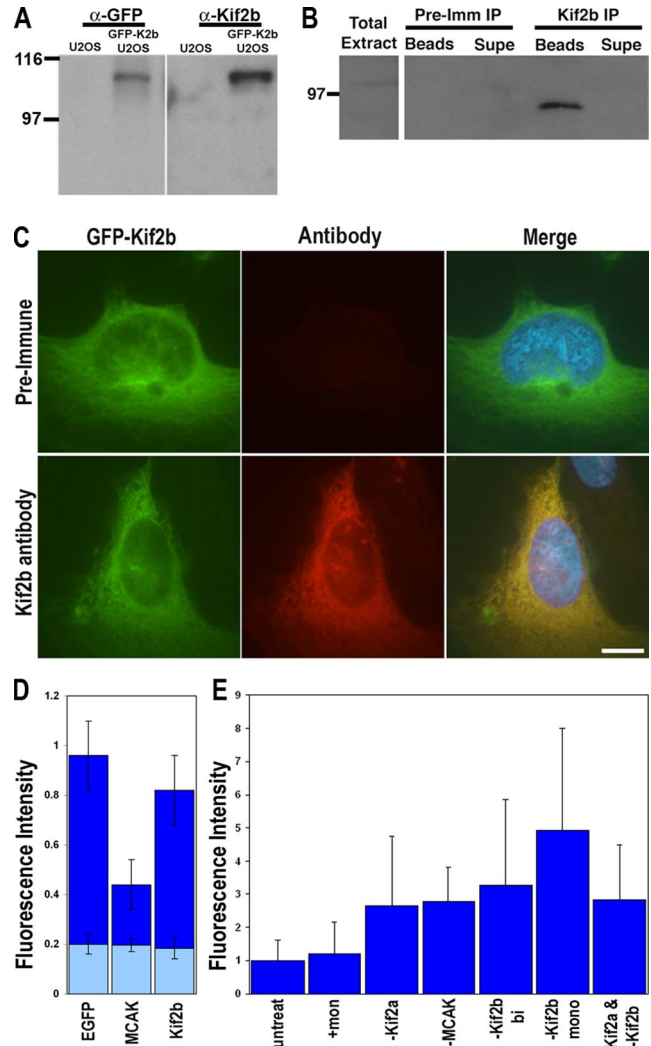 A
α-GFP
α-Kif2b
U2OS
GFP-K2b
U2OS
U2OS
GFP-K2b
U2OS
116
97
B
Total
Extract
Pre-Imm IP
Kif2b IP
Beads
Supe
Beads
Supe
97
C
GFP-Kif2b
Antibody
Merge
Pre-Immune
Kif2b antibody
D
Fluorescence Intensity
1.2
1
0.8
0.6
0.4
0.2
0
EGFP
MCAK
Kif2b
E
Fluorescence Intensity
9
8
7
6
5
4
3
2
1
0
untreat
+mon
-Kif2a
-MCAK
-Kif2b
bi
-Kif2b
mono
Kif2a &
-Kif2b